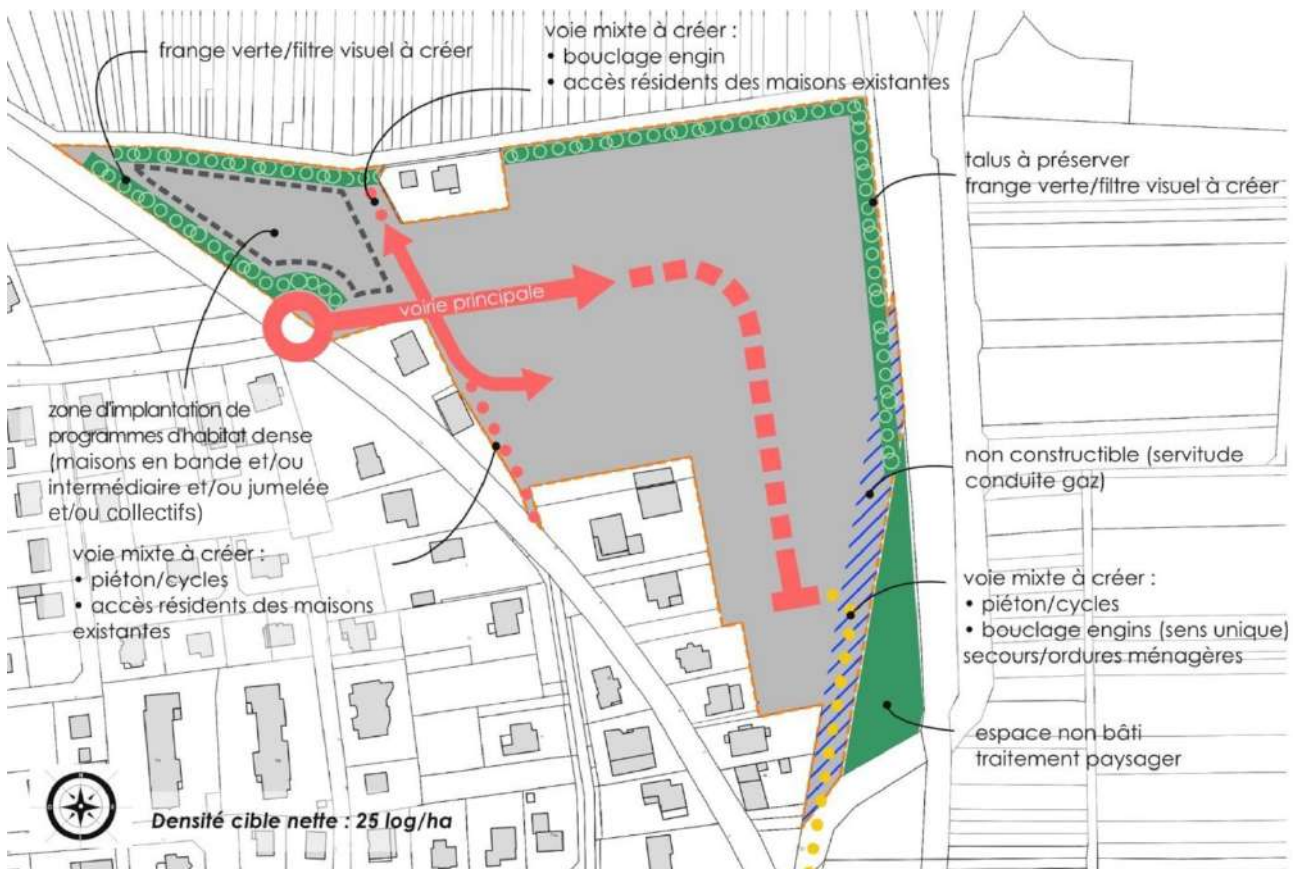 frange verte/filtre visuel à créer
voie mixte à créer :
• bouclage engin
• accès résidents des maisons existantes
talus à préserver
frange verte/filtre visuel à créer
voirie principale
zone d'implantation de
programmes d'habitat dense
(maisons en bande et/ou
intermédiaire et/ou jumelée
et/ou collectifs)
non constructible (servitude
conduite gaz)
voie mixte à créer :
• piéton/cycles
• accès résidents des maisons
existantes
voie mixte à créer :
• piéton/cycles
• bouclage engins (sens unique)
secours/ordures ménagères
espace non bâti
traitement paysager
Densité cible nette : 25 log/ha